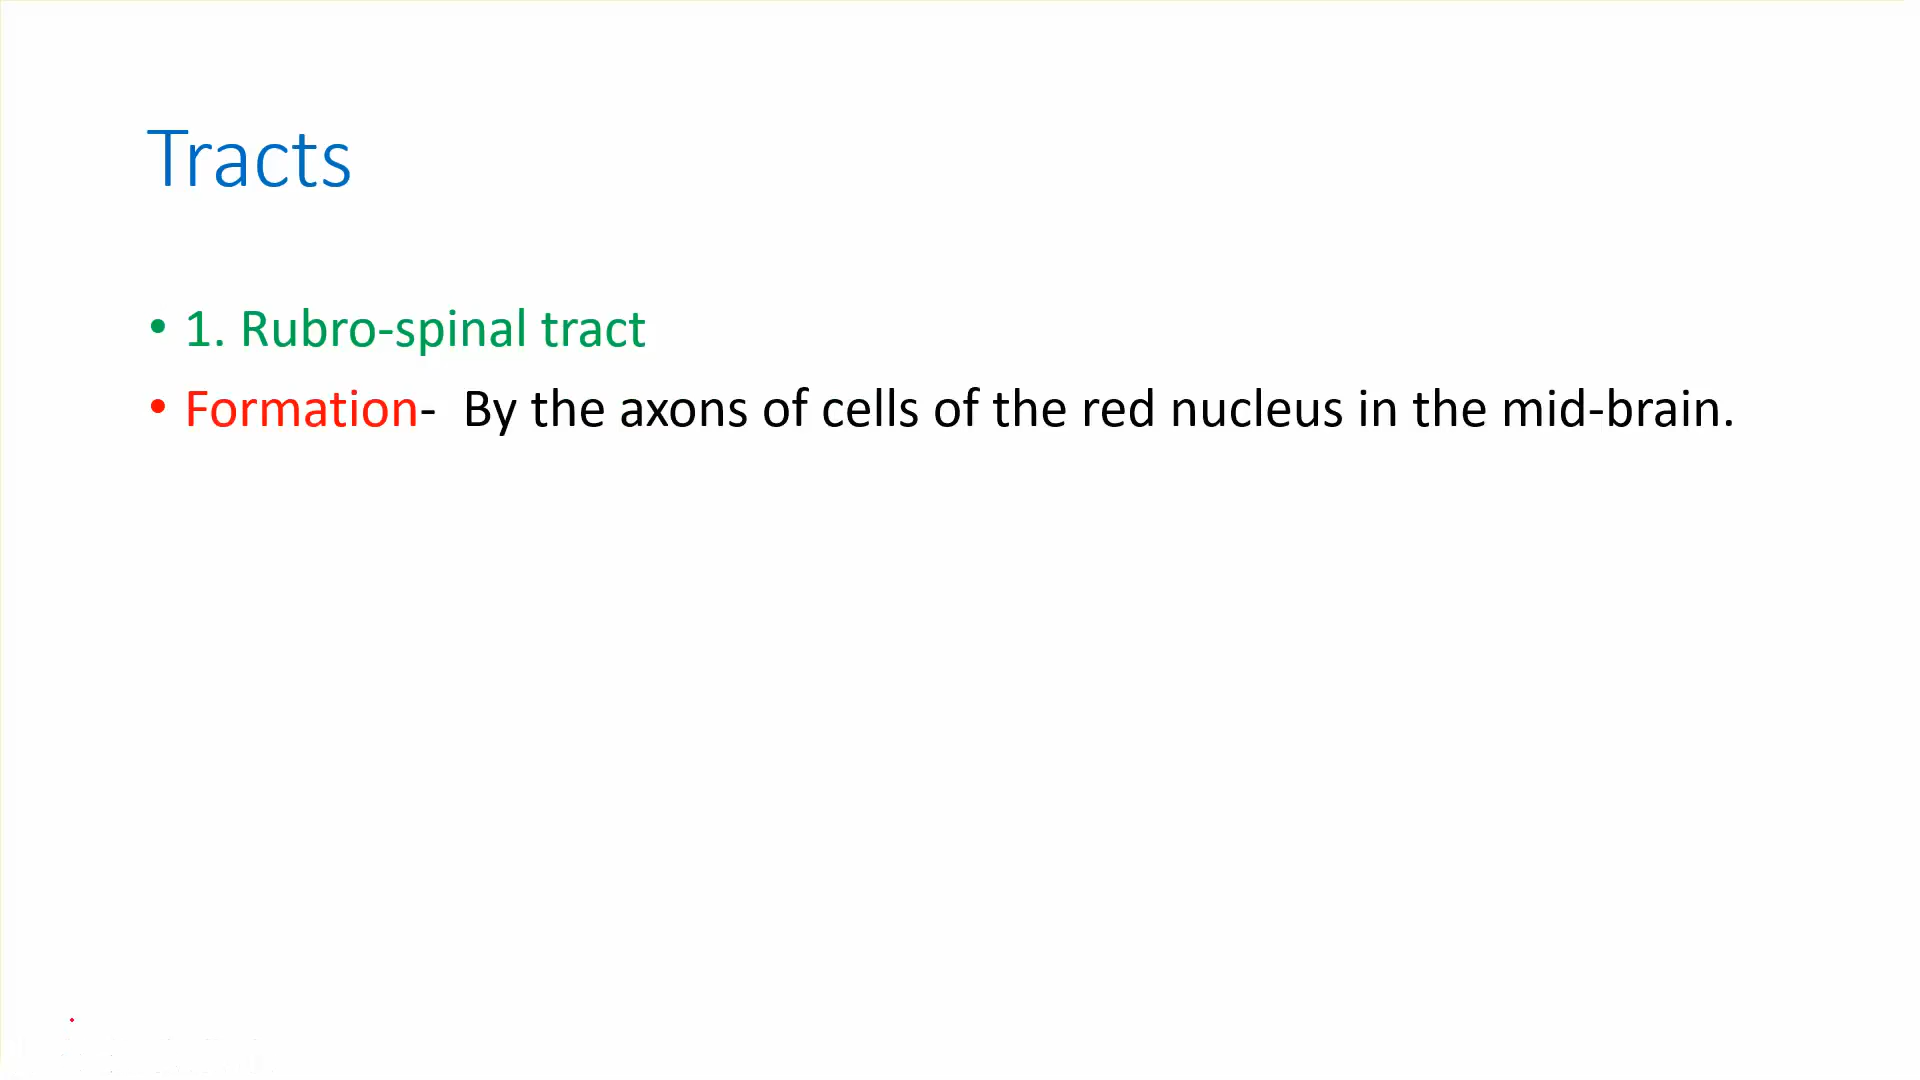 Tracts
• 1. Rubro-spinal tract
• Formation-  By the axons of cells of the red nucleus in the mid-brain.